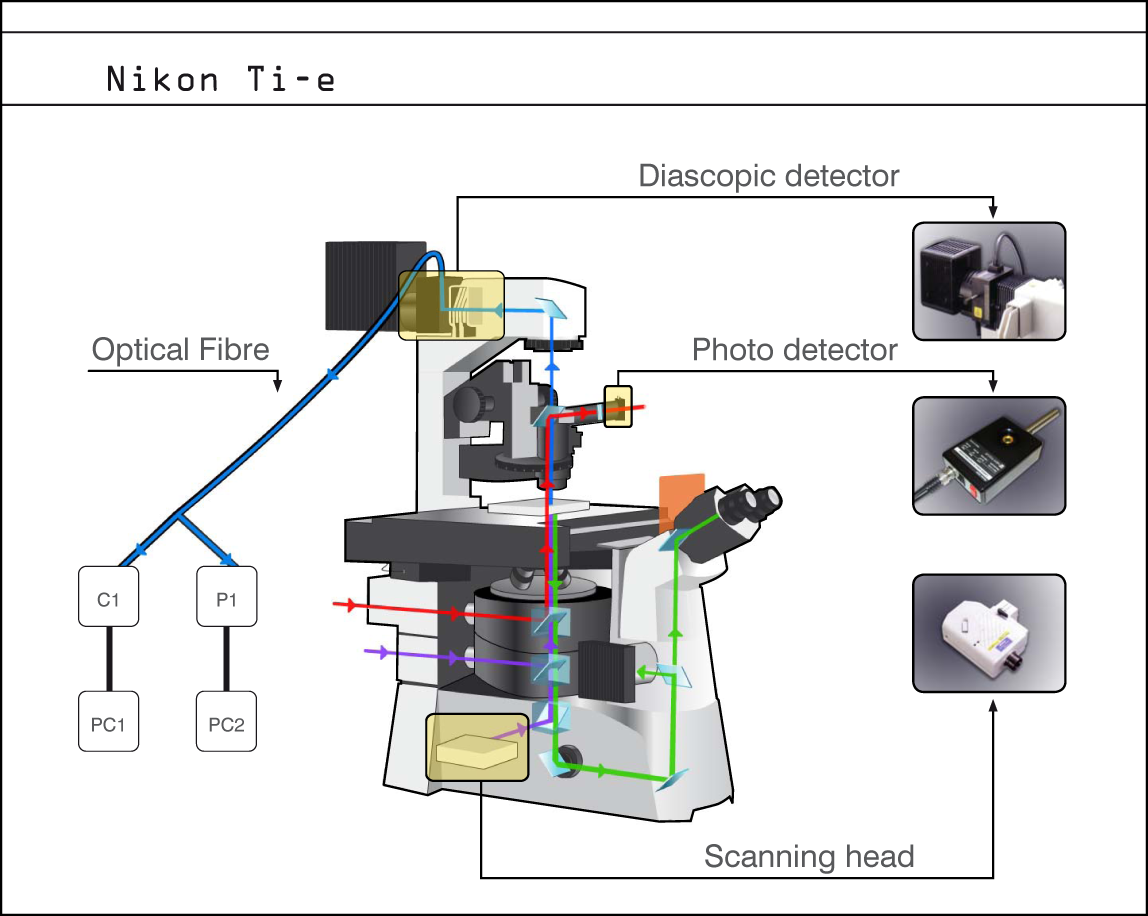 Nikon Ti-e
Diascopic detector
Optical Fibre
Photo detector
C1
P1
PC1
PC2
Scanning head